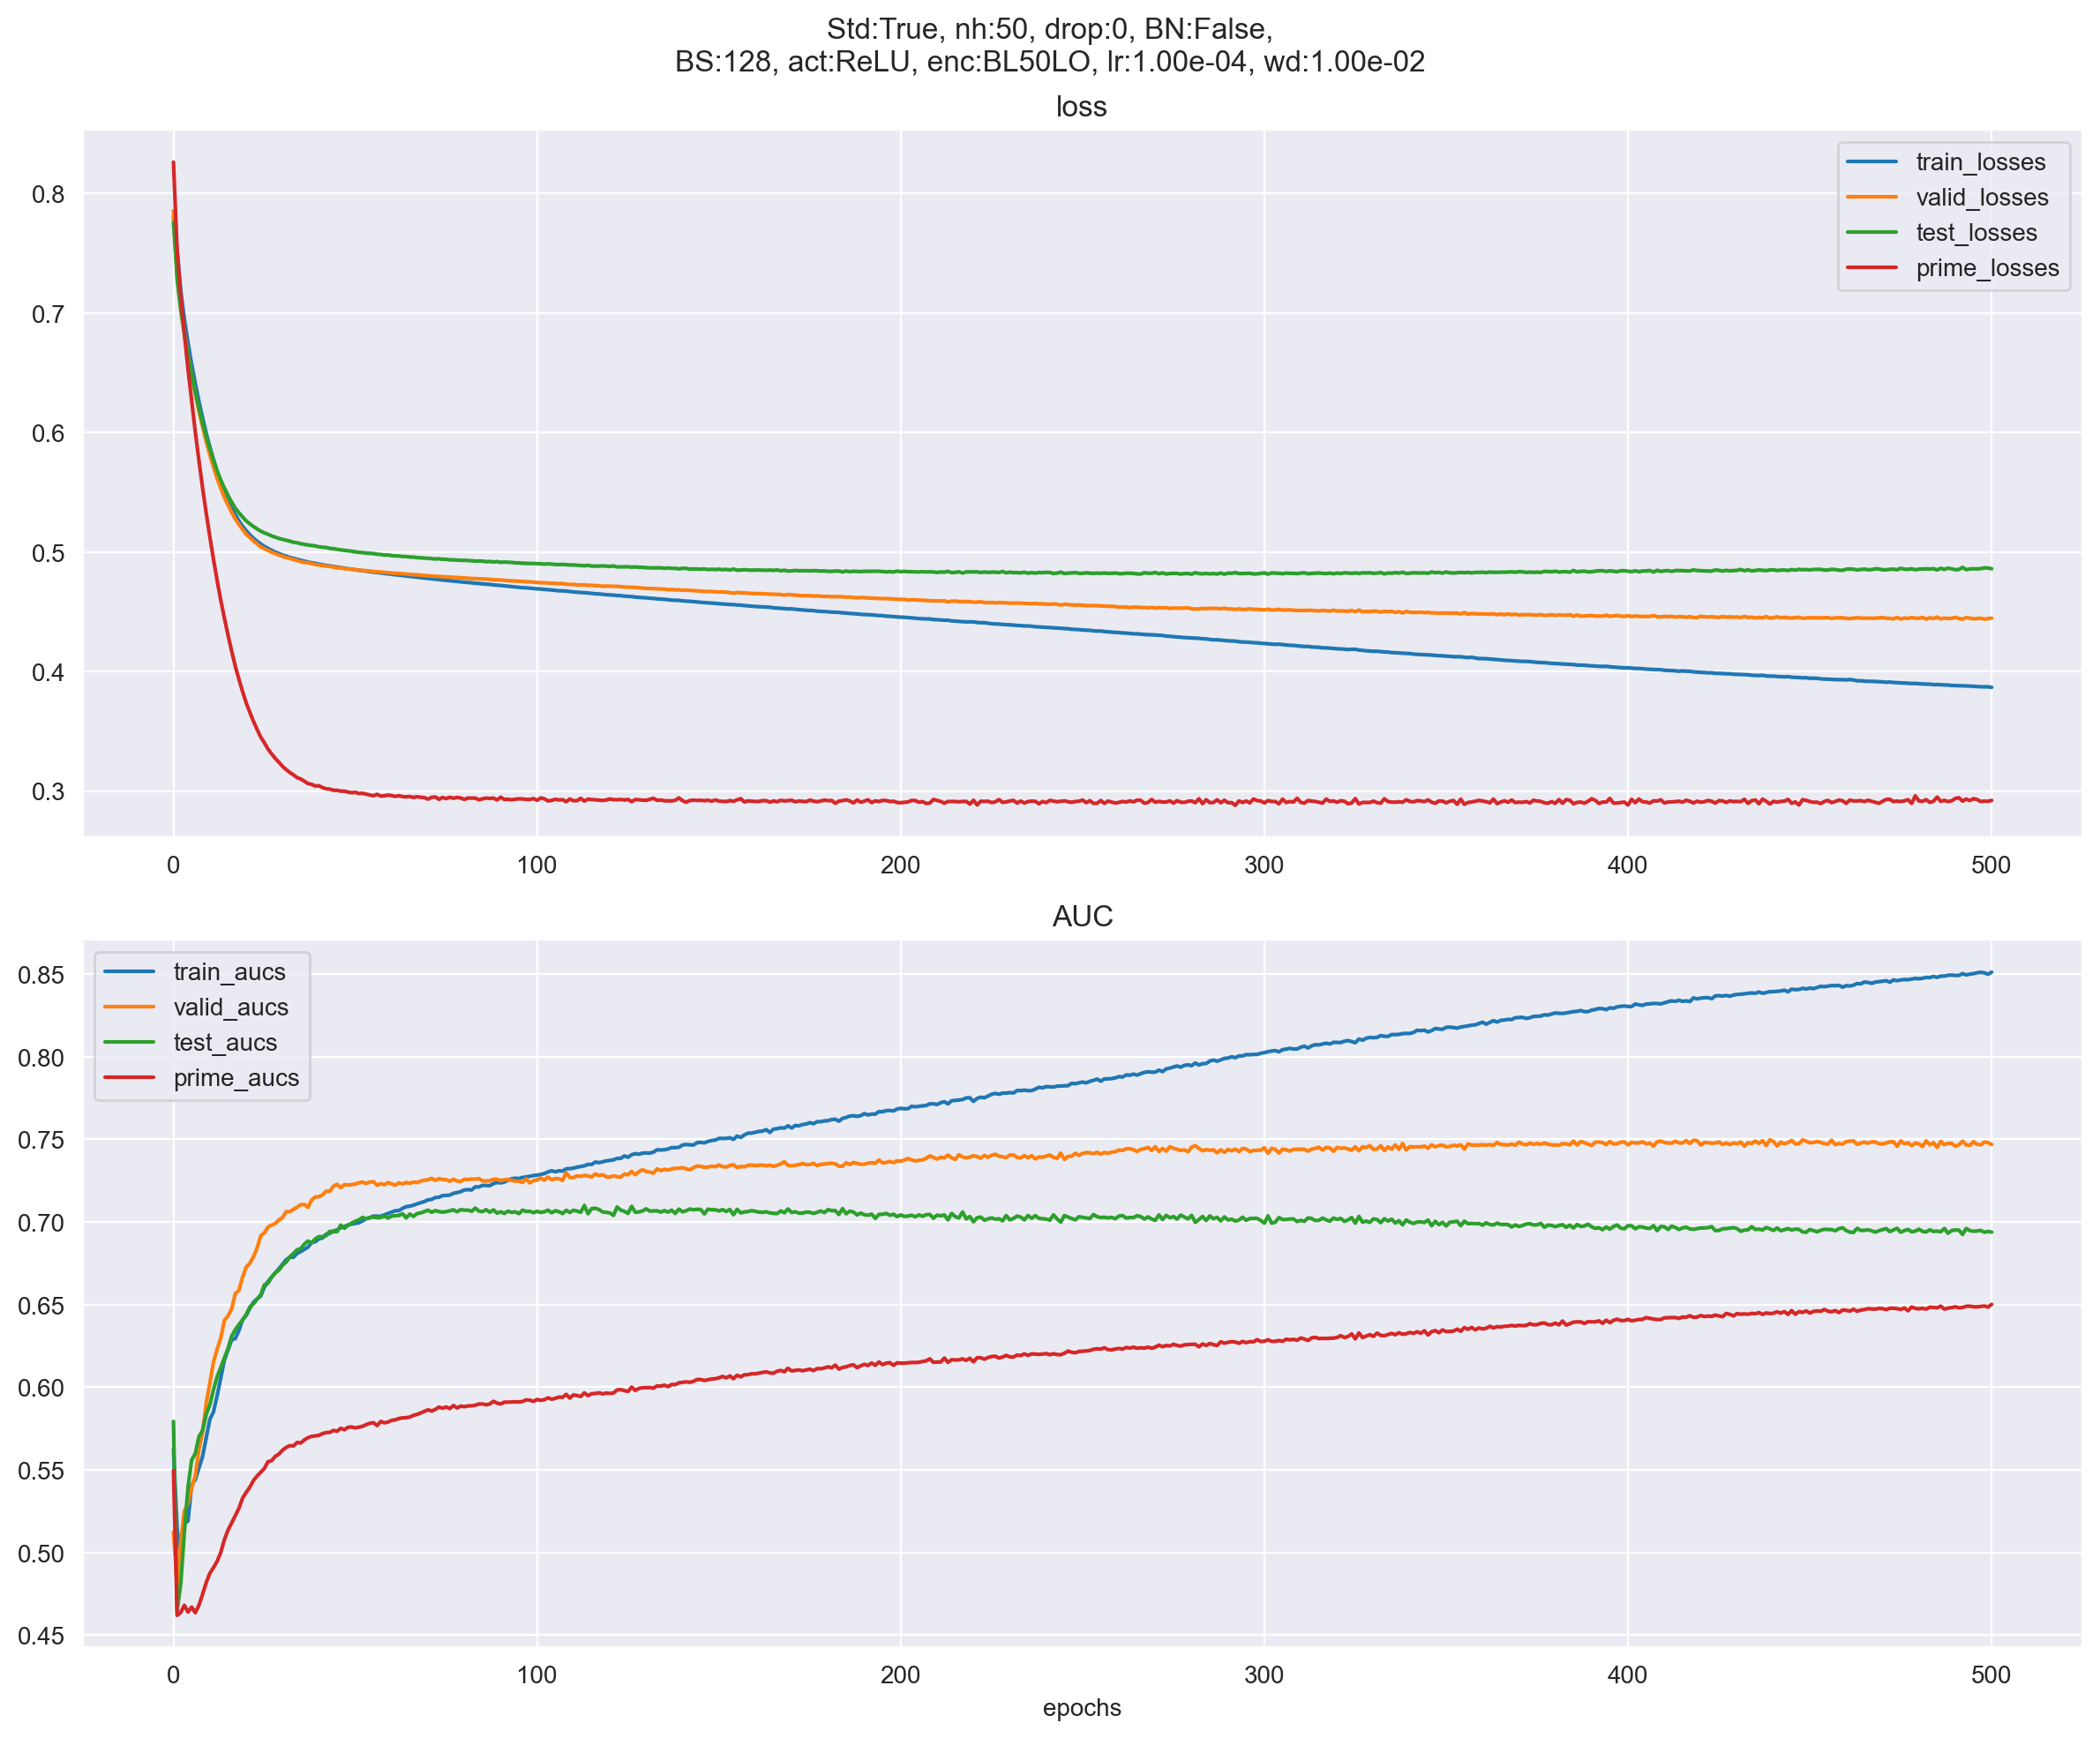 Std:True, nh:50, drop:0, BN:False,
BS:128, act:ReLU, enc:BL50LO, lr:1.00e-04, wd:1.00e-02
loss
train_losses
valid_losses
test_losses
prime_losses
0.8
0.7
0.6
0.5
0.4
0.3
0 100 200 300 400 500
AUC
train_aucs
valid_aucs
test_aucs
prime_aucs
0.85
0.80
0.75
0.70
0.65
0.60
0.55
0.50
0.45
0 100 200 300 400 500
epochs